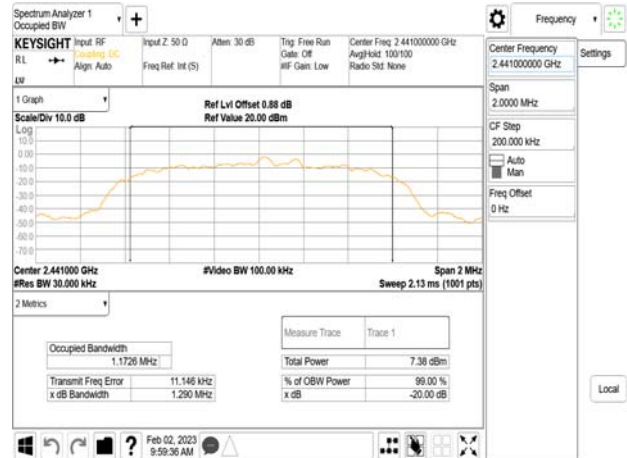 Spectrum Analyzer 1
Occupied BW
+
Frequency
KEYSIGHT
Input: RF
Input Z: 50 Ω
Atten: 30 dB
Trig: Free Run
Center Freq: 2.441000000 GHz
RL
Coupling: DC
Gate: Off
Avg|Hold: 100/100
Align: Auto
Freq Ref: Int (S)
#IF Gain: Low
Radio Std: None
LW
Center Frequency
2.441000000 GHz
Settings
Span
2.0000 MHz
CF Step
200.000 kHz
Auto
Man
Freq Offset
0 Hz
Local
1 Graph
Ref Lvl Offset 0.88 dB
Scale/Div 10.0 dB
Ref Value 20.00 dBm
Log
10.0
0.00
-10.0
-20.0
-30.0
-40.0
-50.0
-60.0
-70.0
Center 2.441000 GHz
#Video BW 100.00 kHz
Span 2 MHz
#Res BW 30.000 kHz
Sweep 2.13 ms (1001 pts)
2 Metrics
Measure Trace
Trace 1
Occupied Bandwidth
1.1726 MHz
Total Power
7.38 dBm
Transmit Freq Error
11.146 kHz
% of OBW Power
99.00 %
x dB Bandwidth
1.290 MHz
x dB
-20.00 dB
?
Feb 02, 2023
9:59:36 AM